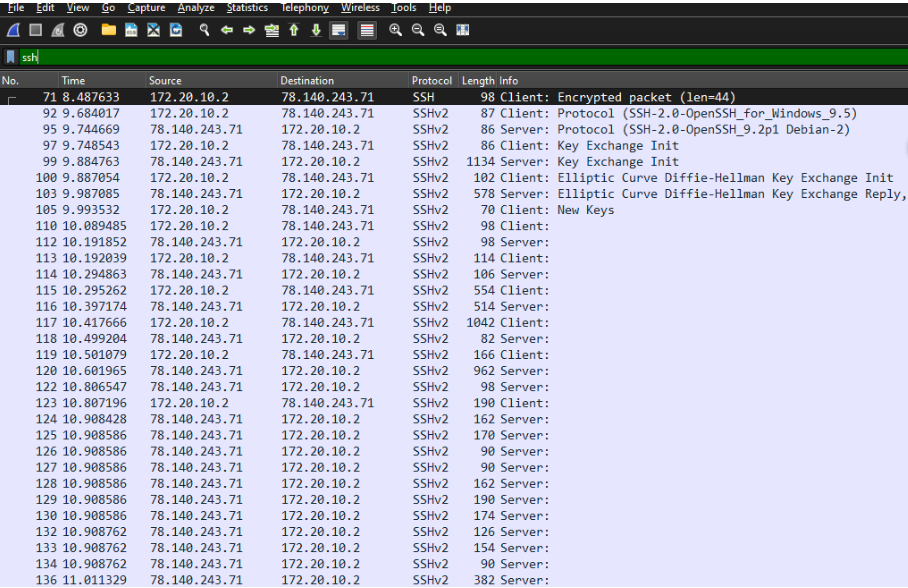 File Edit View Go Capture Analyze Statistics Telephony Wireless Tools Help
ssh
No. Time Source Destination Protocol Length Info
71 8.487633 172.20.10.2 78.140.243.71 SSH 98 Client: Encrypted packet (len=44)
92 9.684017 172.20.10.2 78.140.243.71 SSHv2 87 Client: Protocol (SSH-2.0-OpenSSH_for_Windows_9.5)
95 9.744669 78.140.243.71 172.20.10.2 SSHv2 86 Server: Protocol (SSH-2.0-OpenSSH_9.2p1 Debian-2)
97 9.748543 172.20.10.2 78.140.243.71 SSHv2 86 Client: Key Exchange Init
99 9.884763 78.140.243.71 172.20.10.2 SSHv2 1134 Server: Key Exchange Init
100 9.887054 172.20.10.2 78.140.243.71 SSHv2 102 Client: Elliptic Curve Diffie-Hellman Key Exchange Init
103 9.987085 78.140.243.71 172.20.10.2 SSHv2 578 Server: Elliptic Curve Diffie-Hellman Key Exchange Reply,
105 9.993532 172.20.10.2 78.140.243.71 SSHv2 70 Client: New Keys
110 10.089485 172.20.10.2 78.140.243.71 SSHv2 98 Client:
112 10.191852 78.140.243.71 172.20.10.2 SSHv2 98 Server:
113 10.192039 172.20.10.2 78.140.243.71 SSHv2 114 Client:
114 10.294863 78.140.243.71 172.20.10.2 SSHv2 106 Server:
115 10.295262 172.20.10.2 78.140.243.71 SSHv2 554 Client:
116 10.397174 78.140.243.71 172.20.10.2 SSHv2 514 Server:
117 10.417666 172.20.10.2 78.140.243.71 SSHv2 1042 Client:
118 10.499204 78.140.243.71 172.20.10.2 SSHv2 82 Server:
119 10.501079 172.20.10.2 78.140.243.71 SSHv2 166 Client:
120 10.601965 78.140.243.71 172.20.10.2 SSHv2 962 Server:
122 10.806547 78.140.243.71 172.20.10.2 SSHv2 98 Server:
123 10.807196 172.20.10.2 78.140.243.71 SSHv2 190 Client:
124 10.908428 78.140.243.71 172.20.10.2 SSHv2 162 Server:
125 10.908586 78.140.243.71 172.20.10.2 SSHv2 170 Server:
126 10.908586 78.140.243.71 172.20.10.2 SSHv2 90 Server:
127 10.908586 78.140.243.71 172.20.10.2 SSHv2 90 Server:
128 10.908586 78.140.243.71 172.20.10.2 SSHv2 162 Server:
129 10.908586 78.140.243.71 172.20.10.2 SSHv2 190 Server:
130 10.908586 78.140.243.71 172.20.10.2 SSHv2 174 Server:
132 10.908762 78.140.243.71 172.20.10.2 SSHv2 126 Server:
133 10.908762 78.140.243.71 172.20.10.2 SSHv2 154 Server:
134 10.908762 78.140.243.71 172.20.10.2 SSHv2 90 Server:
136 11.011329 78.140.243.71 172.20.10.2 SSHv2 382 Server: